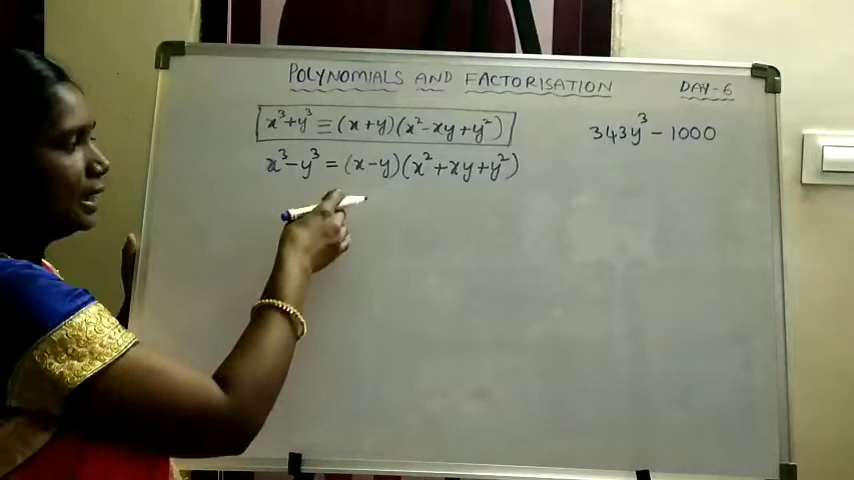 POLYNOMIALS AND FACTORISATION DAY-6
x³+y³ ≡ (x+y)(x²-xy+y²)
343y³ - 1000
x³-y³ = (x-y)(x²+xy+y²)